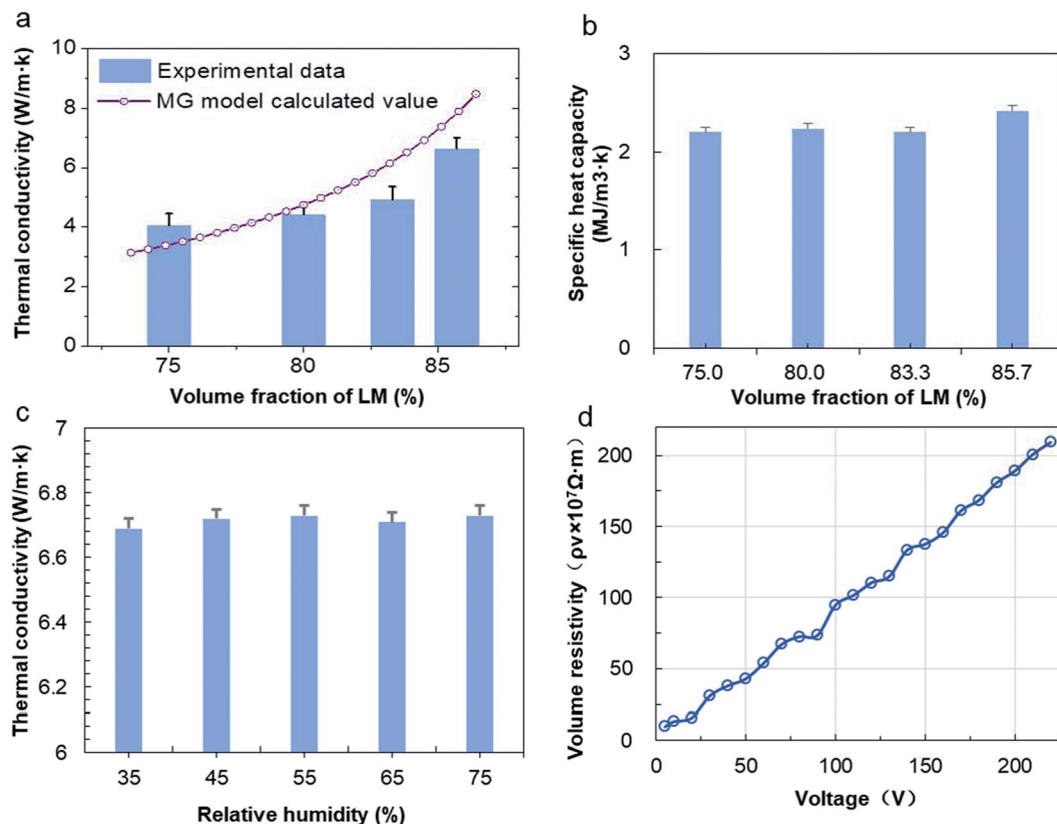 a
Thermal conductivity (W/m·k)
10
8
6
4
2
0
Experimental data
MG model calculated value
75
80
85
Volume fraction of LM (%)
b
Specific heat capacity
(MJ/m3·k)
3
2
1
0
75.0
80.0
83.3
85.7
Volume fraction of LM (%)
c
Thermal conductivity (W/m·k)
7
6.8
6.6
6.4
6.2
6
35
45
55
65
75
Relative humidity (%)
d
Volume resistivity（ρv×10⁷Ω·m）
200
150
100
50
0
0
50
100
150
200
Voltage（V）